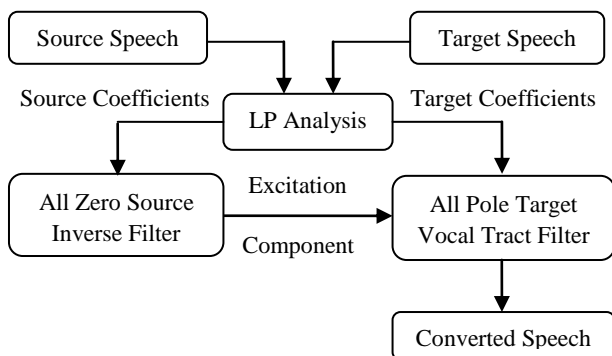 Source Speech
Target Speech
Source Coefficients
Target Coefficients
LP Analysis
All Zero Source
Inverse Filter
Excitation
Component
All Pole Target
Vocal Tract Filter
Converted Speech